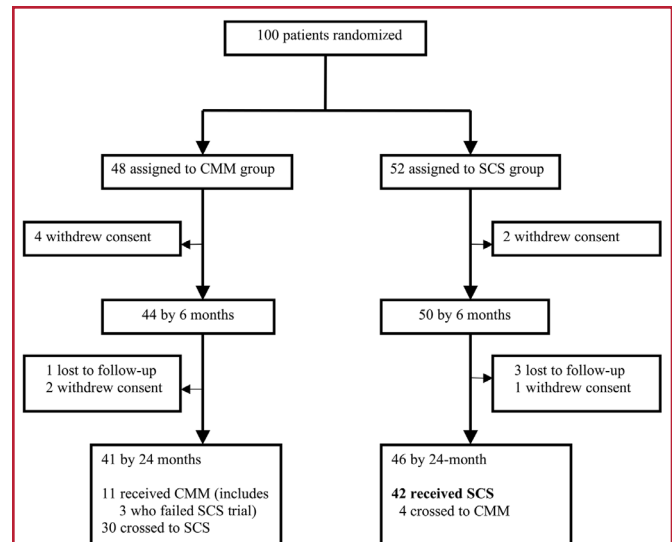 100 patients randomized
48 assigned to CMM group
52 assigned to SCS group
4 withdrew consent
2 withdrew consent
44 by 6 months
50 by 6 months
1 lost to follow-up
2 withdrew consent
3 lost to follow-up
1 withdrew consent
41 by 24 months
11 received CMM (includes
3 who failed SCS trial)
30 crossed to SCS
46 by 24-month
42 received SCS
4 crossed to CMM